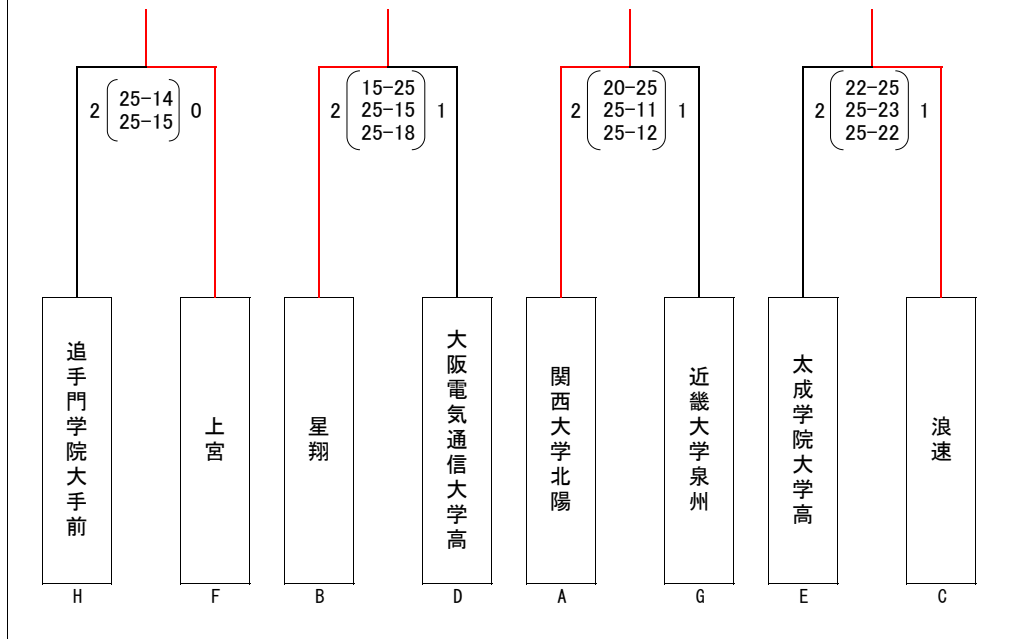 2 25-14 0
25-15
15-25
2 25-15 1
25-18
20-25
2 25-11 1
25-12
22-25
2 25-23 1
25-22
追手門学院大手前
上宮
星翔
大阪電気通信大学高
関西大学北陽
近畿大学泉州
太成学院大学高
浪速
H
F
B
D
A
G
E
C